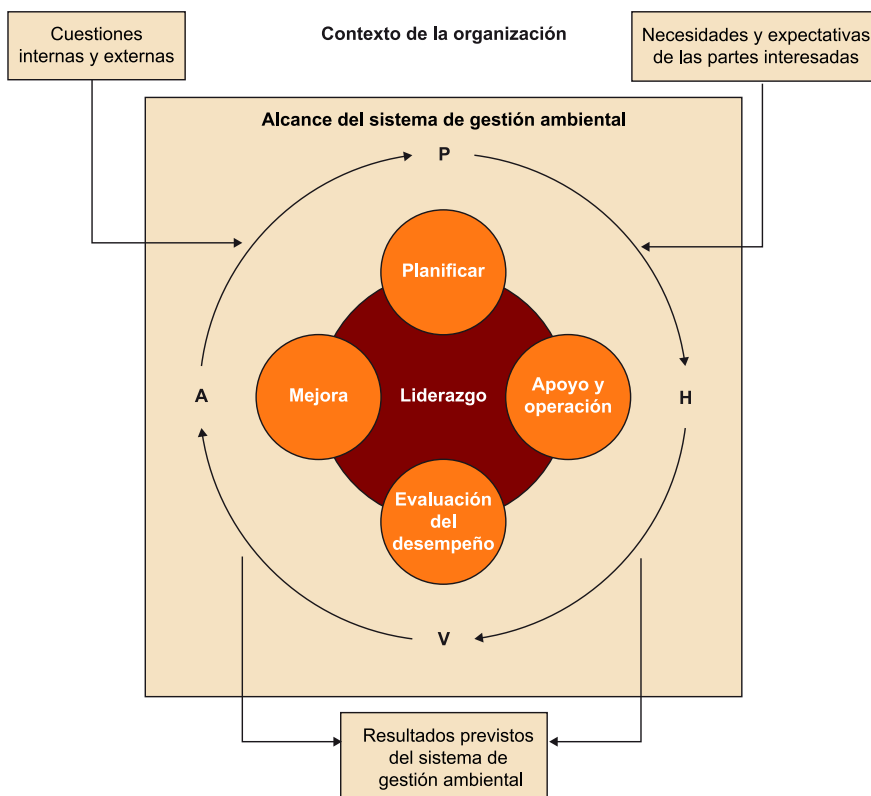 Cuestiones
internas y externas
Contexto de la organización
Necesidades y expectativas
de las partes interesadas
Alcance del sistema de gestión ambiental
P
Planificar
A
Mejora
Liderazgo
Apoyo y
operación
H
Evaluación
del
desempeño
V
Resultados previstos
del sistema de
gestión ambiental